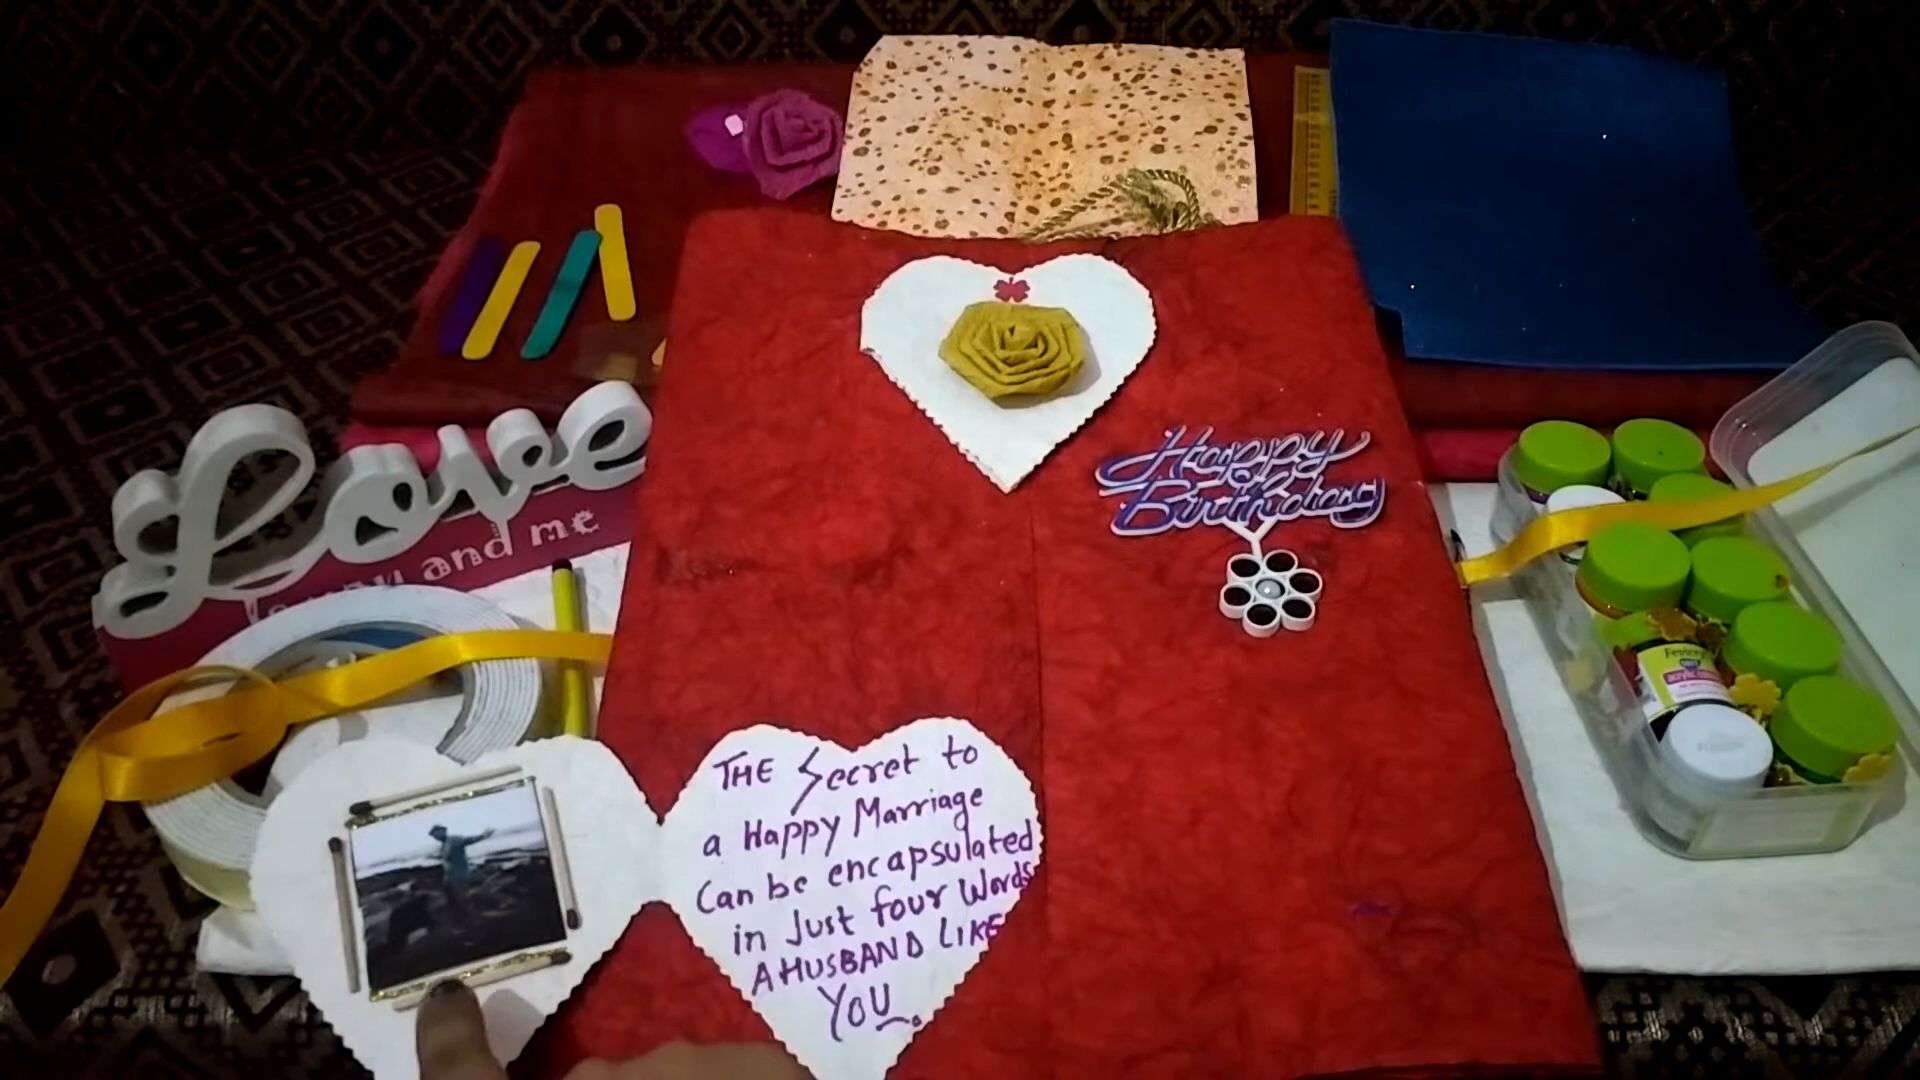 Love
you and me
Happy
Birthday
THE Secret to
a Happy Marriage
Can be encapsulated
in Just four Words
A HUSBAND LIKE
YOU.